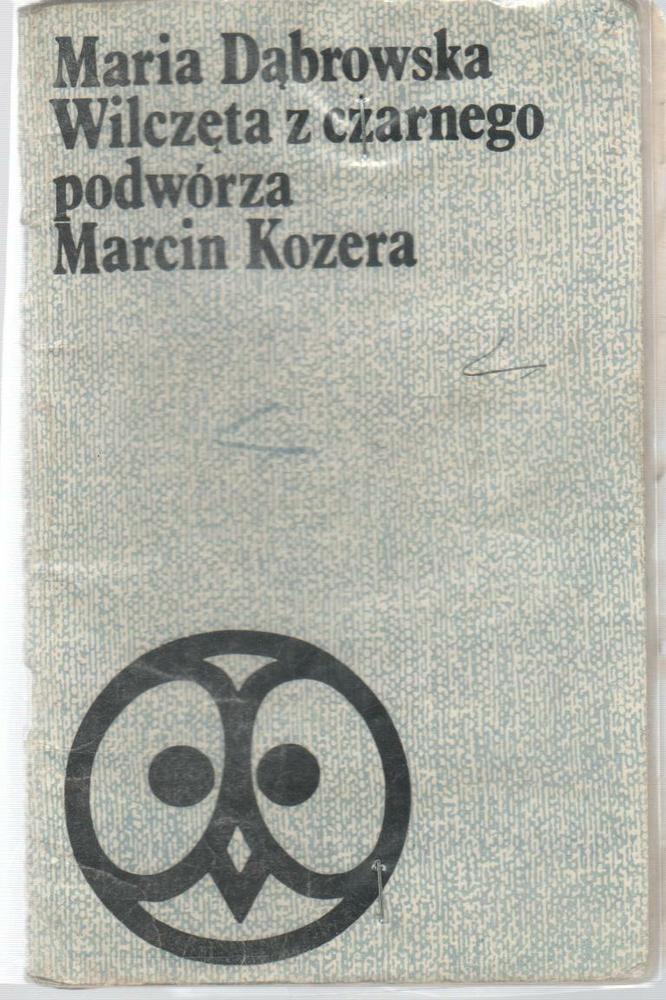 Maria Dąbrowska
Wilczęta z czarnego
podwórza
Marcin Kozera